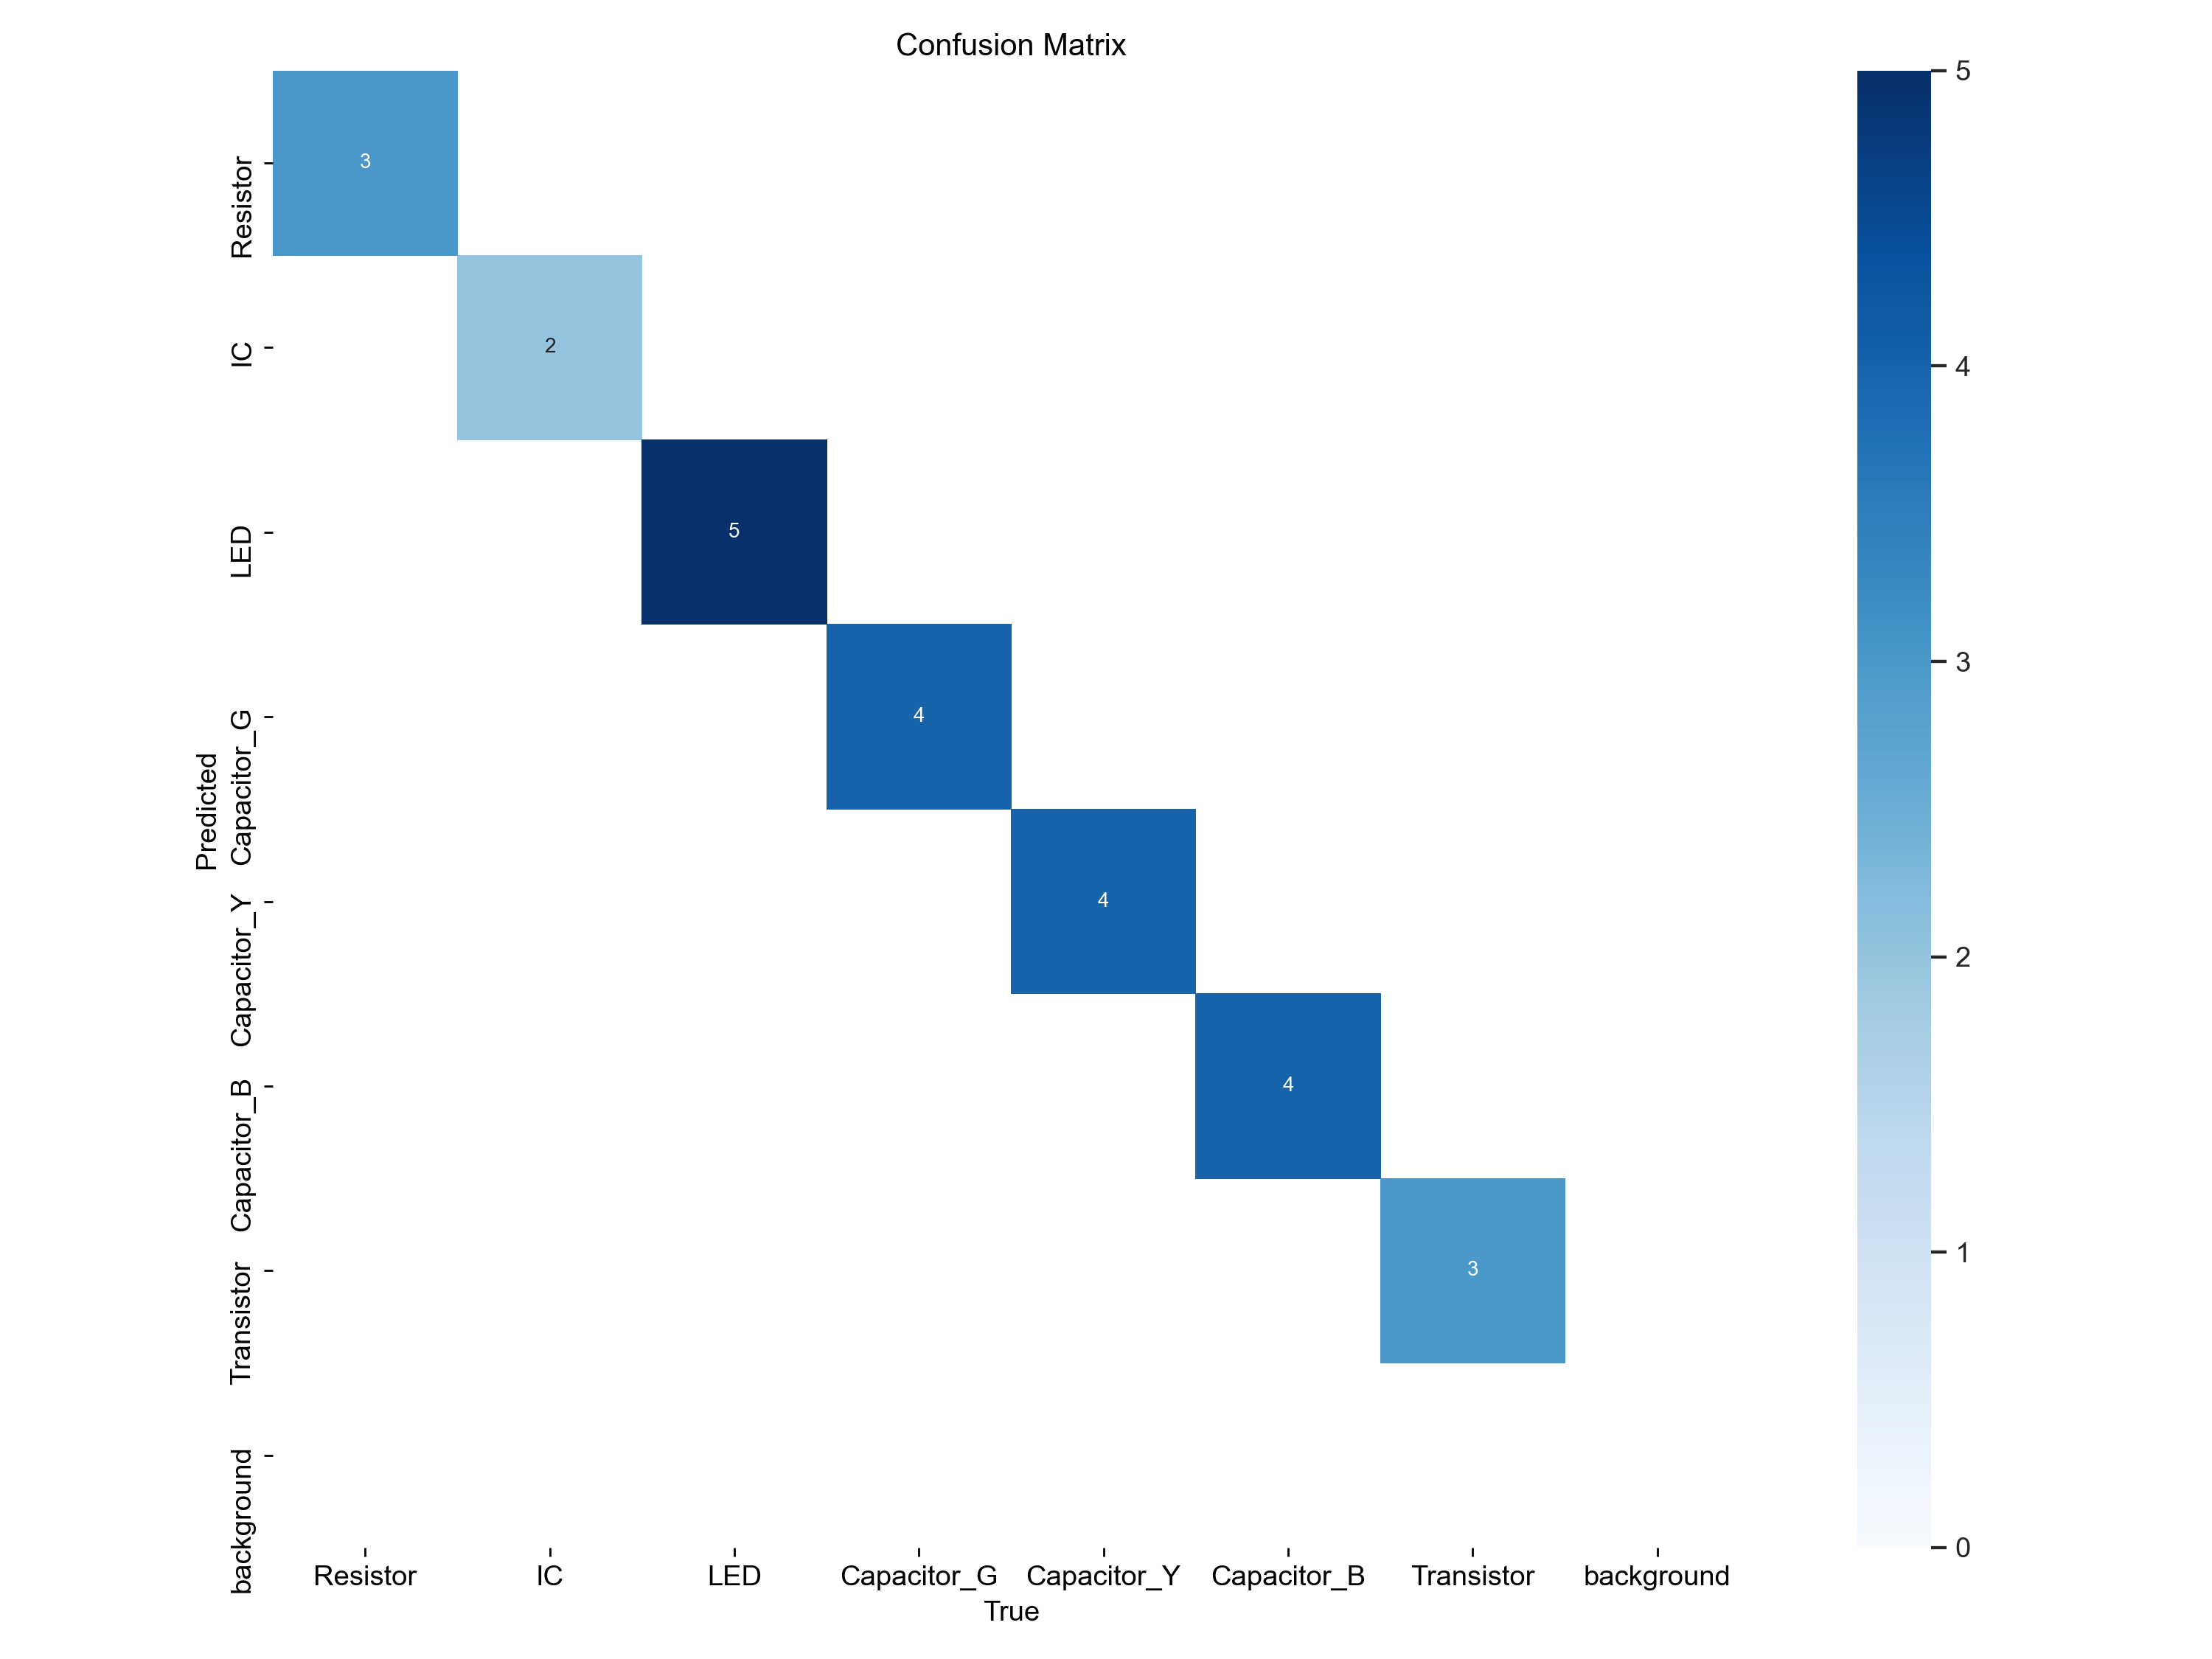 Confusion Matrix
Predicted
Resistor
IC
LED
Capacitor_G
Capacitor_Y
Capacitor_B
Transistor
background
3
2
5
4
4
4
3
Resistor IC LED Capacitor_G Capacitor_Y Capacitor_B Transistor background
True
5
4
3
2
1
0